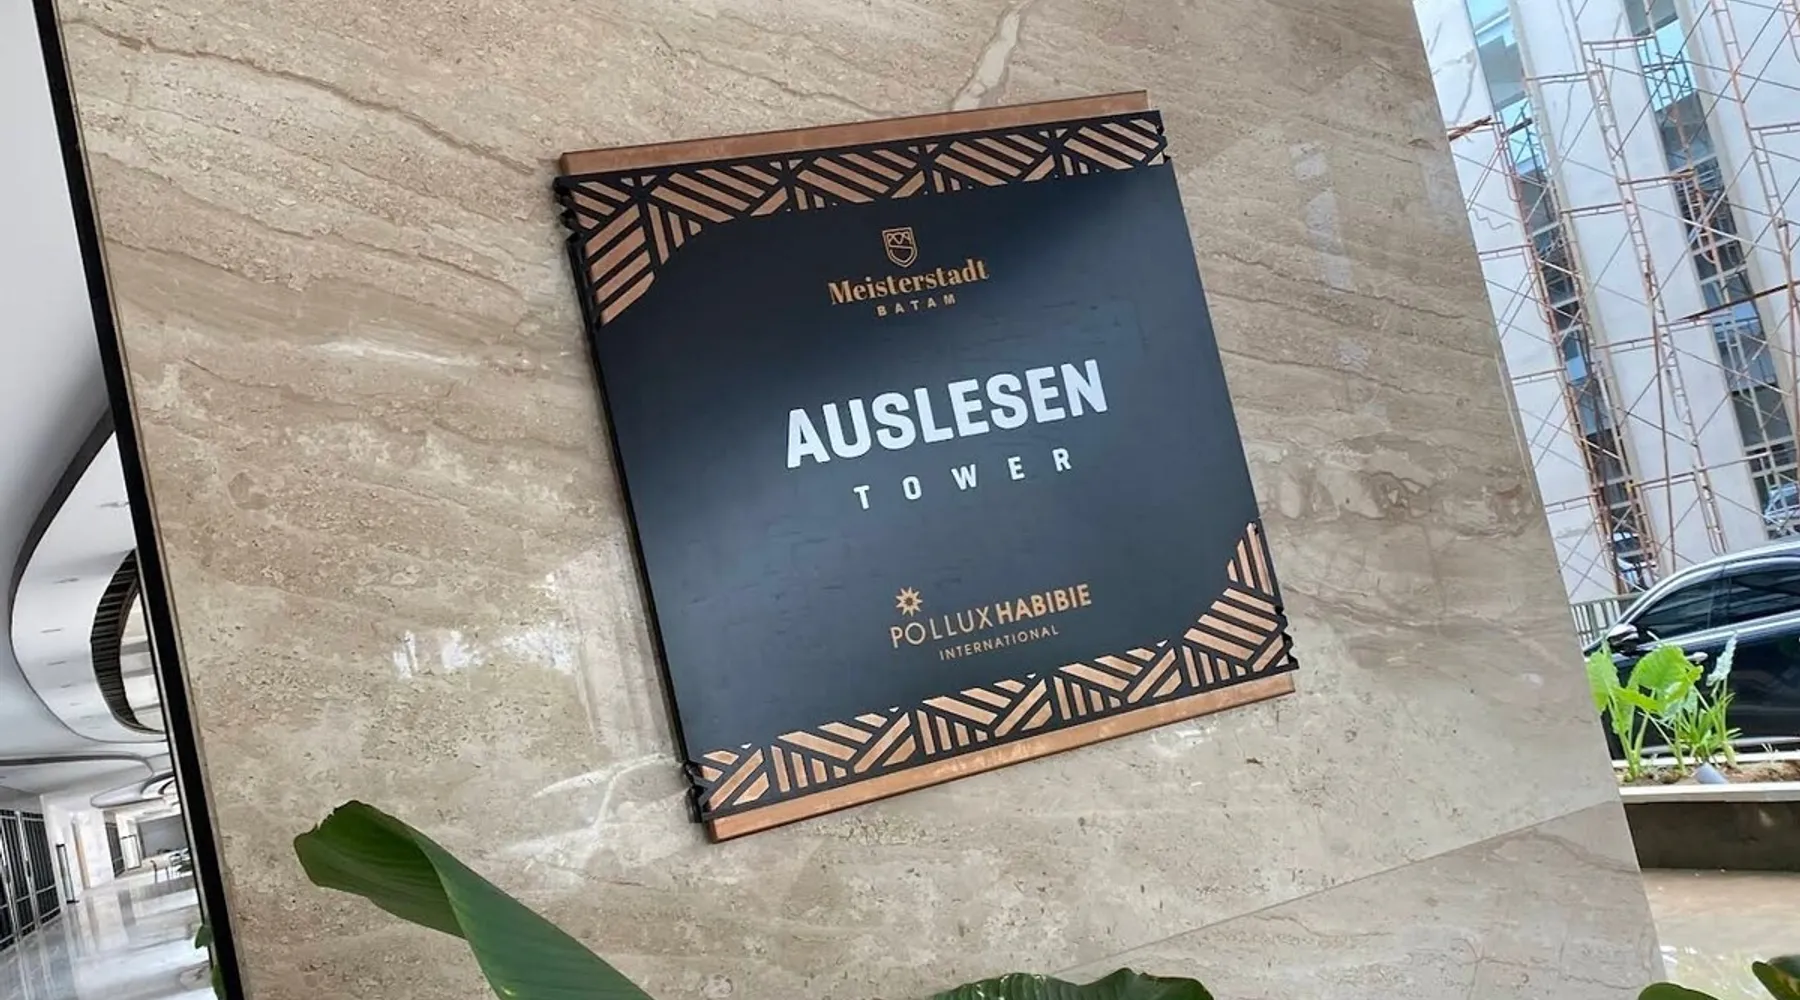 Meisterstadt
BATAM
AUSLESEN
TOWER
POLLUX HABIBIE
INTERNATIONAL